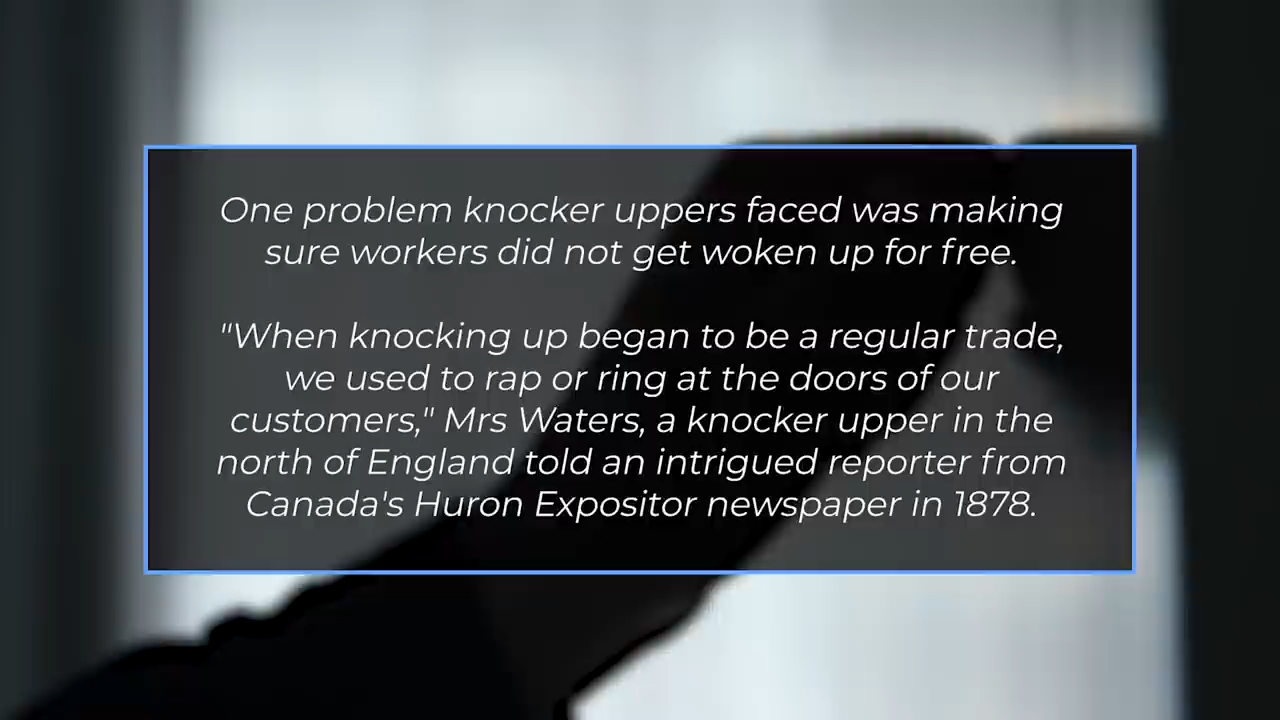 One problem knocker uppers faced was making
sure workers did not get woken up for free.
"When knocking up began to be a regular trade,
we used to rap or ring at the doors of our
customers," Mrs Waters, a knocker upper in the
north of England told an intrigued reporter from
Canada's Huron Expositor newspaper in 1878.